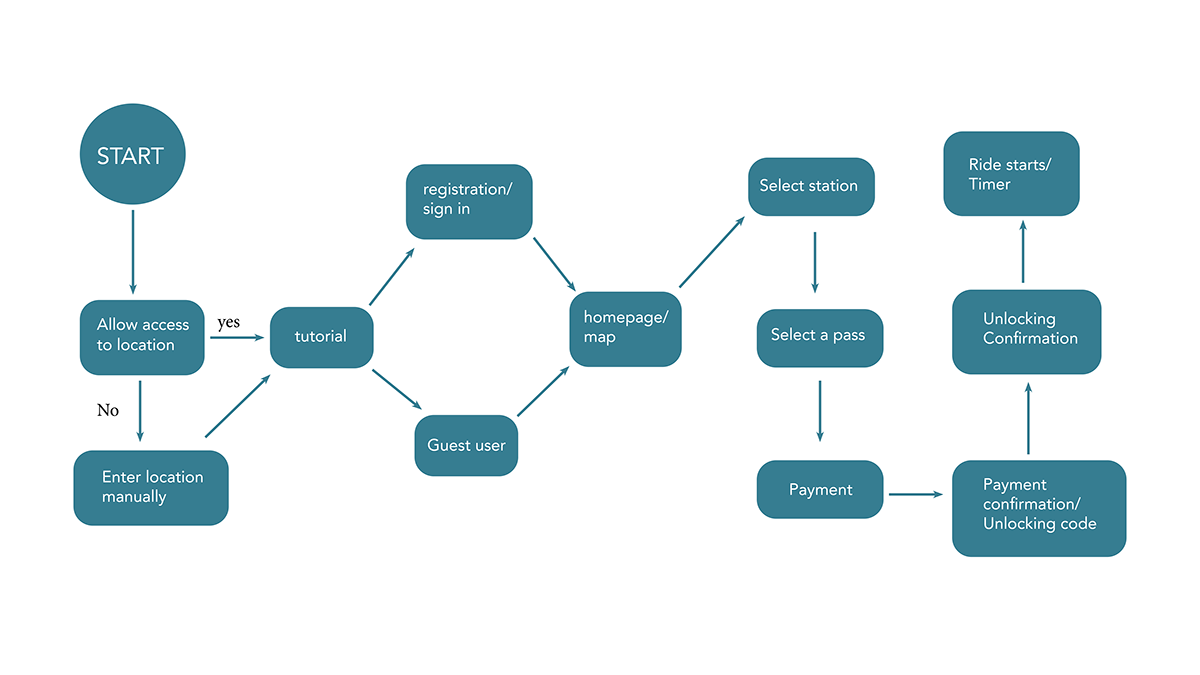 START
Allow access
to location
yes
No
Enter location
manually
tutorial
registration/
sign in
Guest user
homepage/
map
Select station
Select a pass
Payment
Payment
confirmation/
Unlocking code
Unlocking
Confirmation
Ride starts/
Timer